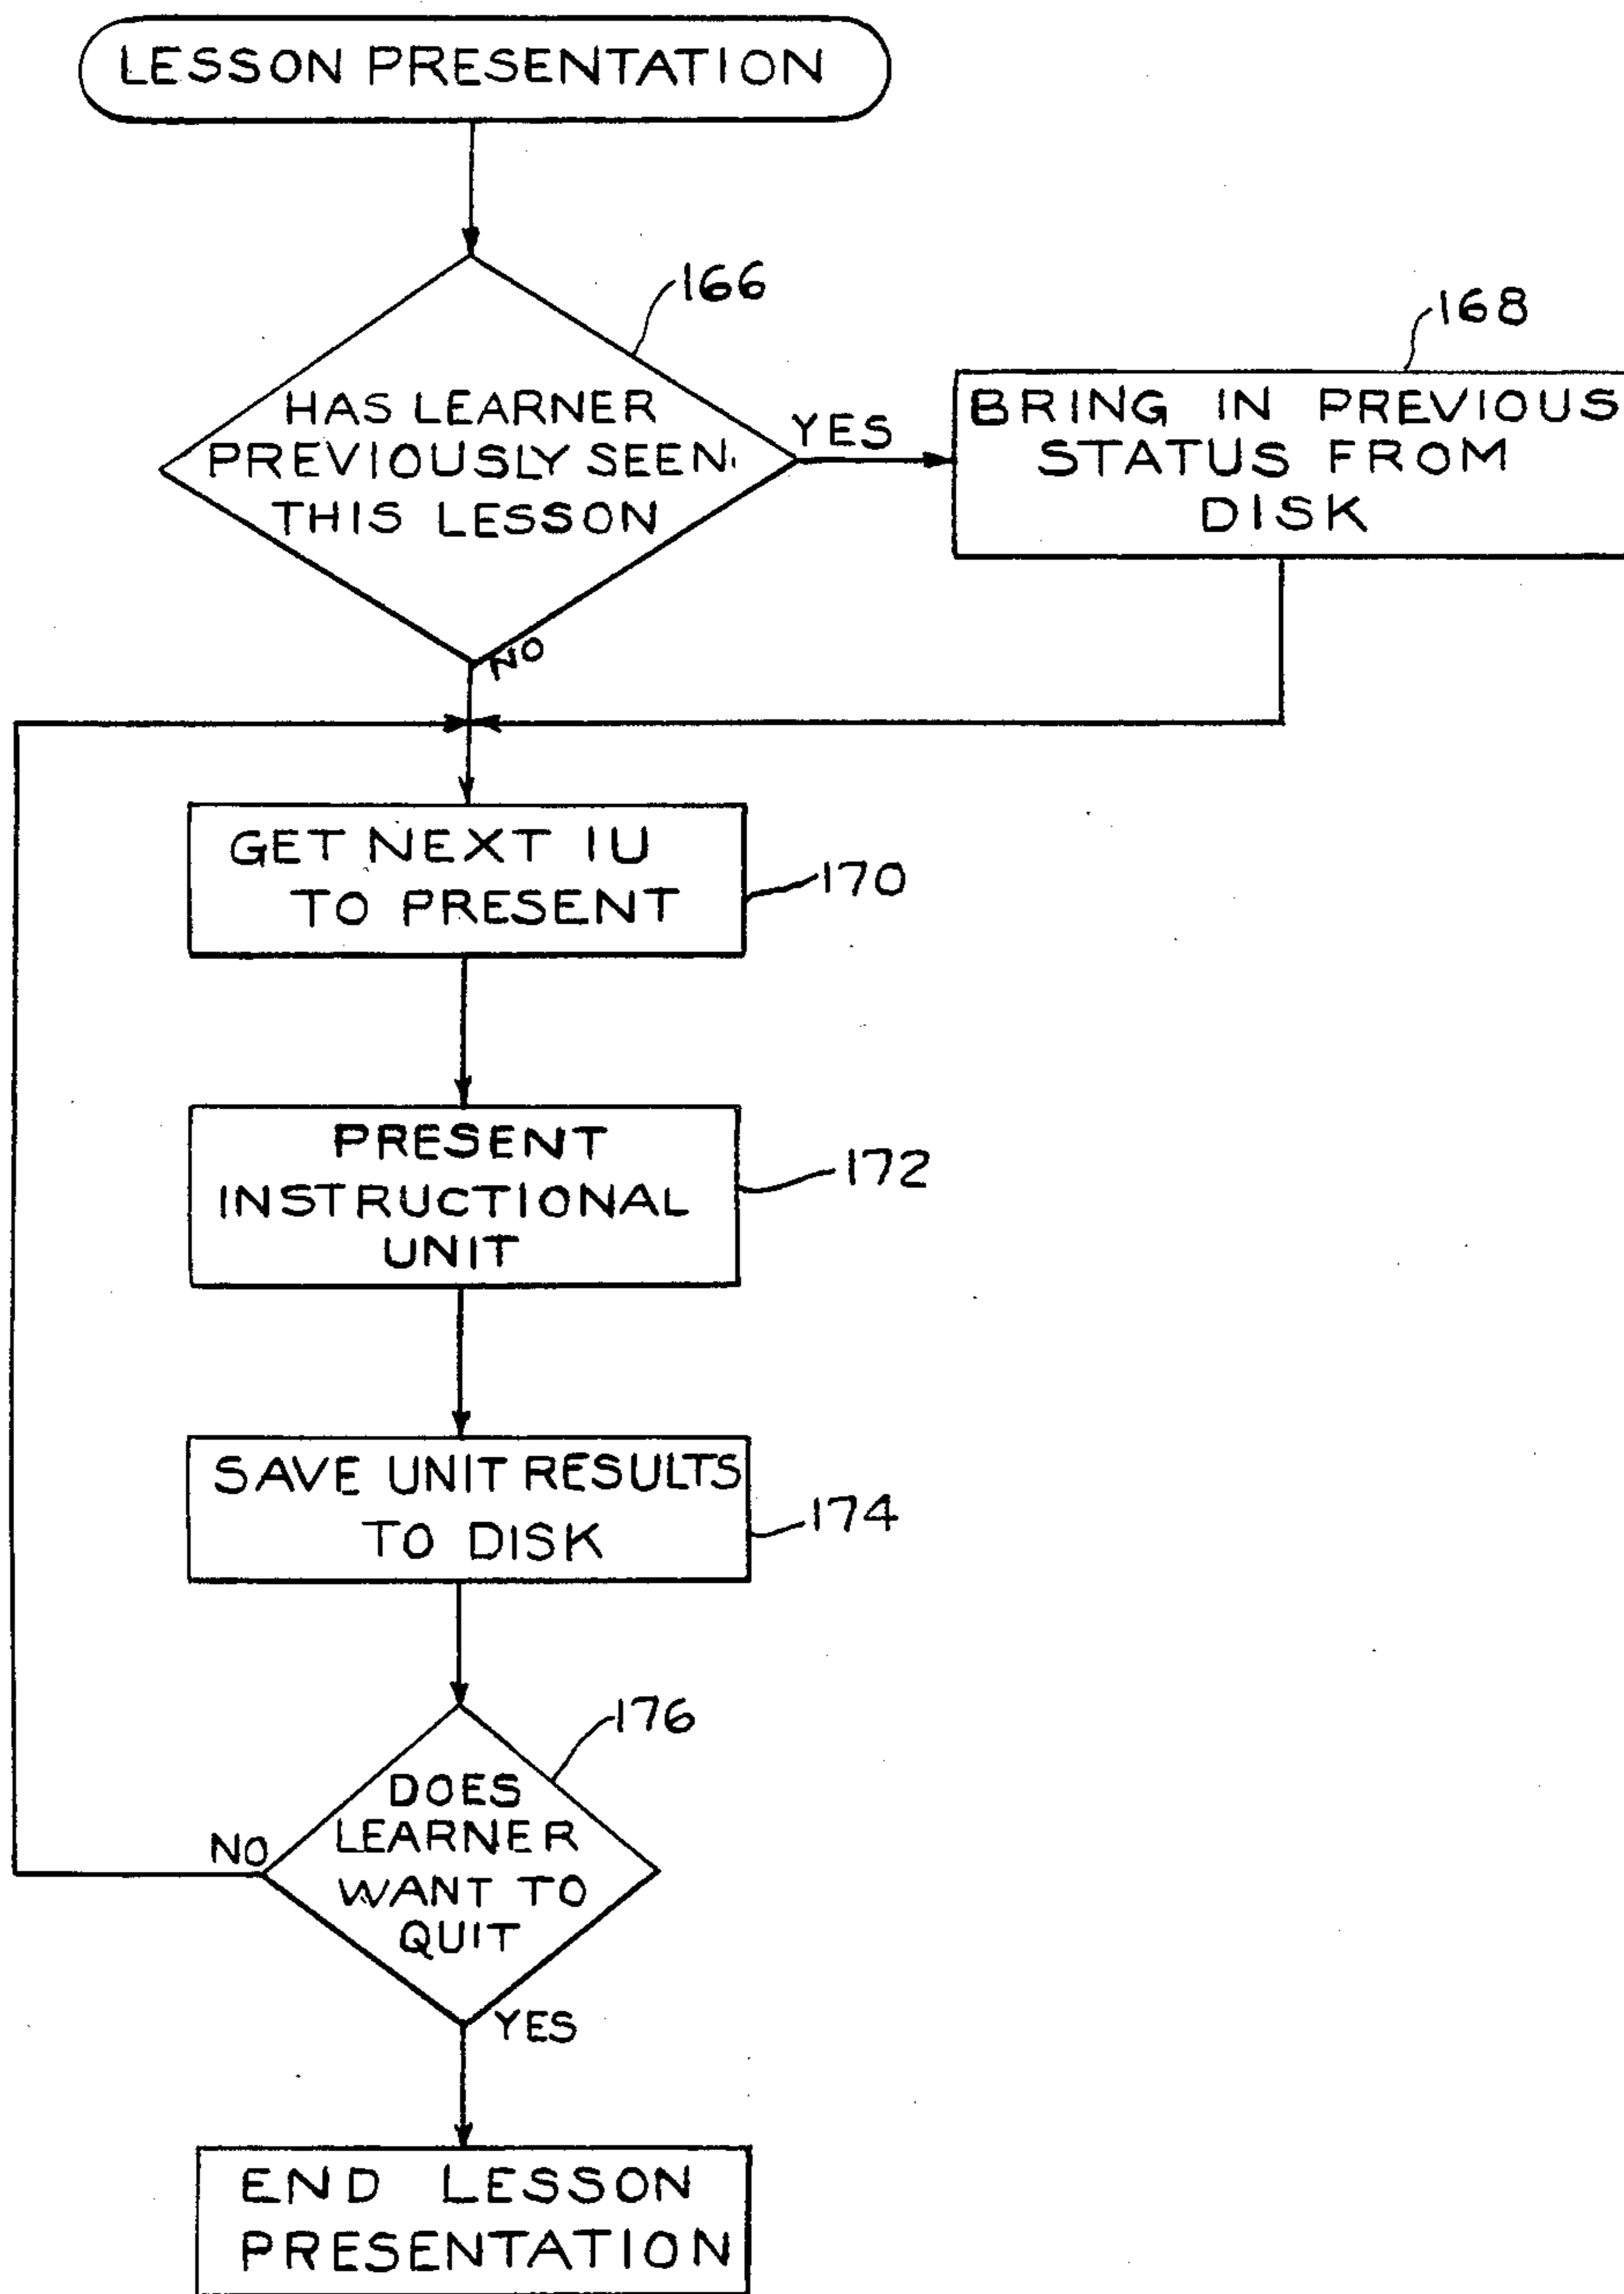 LESSON PRESENTATION
166
HAS LEARNER
PREVIOUSLY SEEN
THIS LESSON
YES
168
BRING IN PREVIOUS
STATUS FROM
DISK
NO
GET NEXT IU
TO PRESENT
170
PRESENT
INSTRUCTIONAL
UNIT
172
SAVE UNIT RESULTS
TO DISK
174
176
DOES
LEARNER
WANT TO
QUIT
NO
YES
END LESSON
PRESENTATION